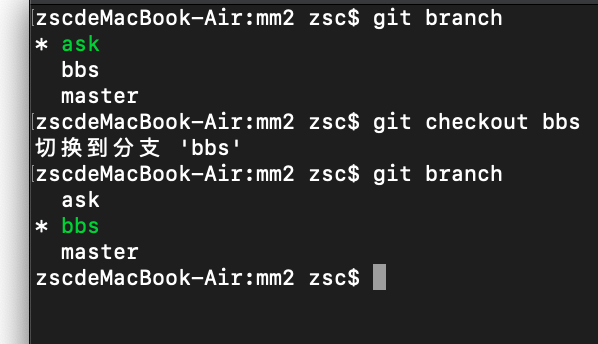 zscdeMacBook-Air:mm2 zsc$ git branch
* ask
  bbs
  master
zscdeMacBook-Air:mm2 zsc$ git checkout bbs
切换到分支 'bbs'
zscdeMacBook-Air:mm2 zsc$ git branch
  ask
* bbs
  master
zscdeMacBook-Air:mm2 zsc$